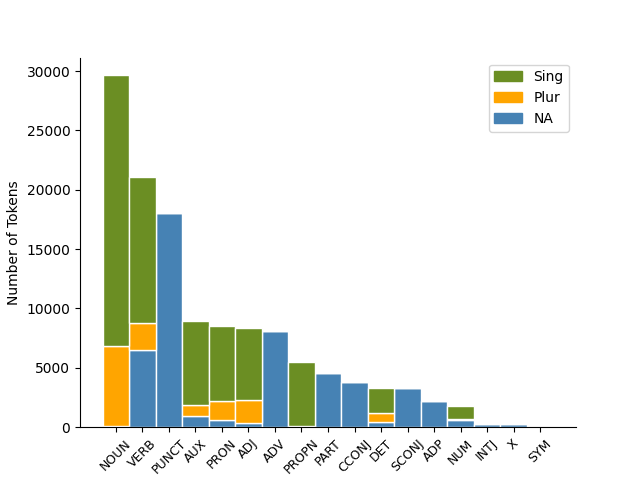 30000
25000
20000
15000
10000
5000
0
Number of Tokens
Sing
Plur
NA
NOUN
VERB
PUNCT
AUX
PRON
ADJ
ADV
PROPN
PART
CCONJ
DET
SCONJ
ADP
NUM
INTJ
X
SYM